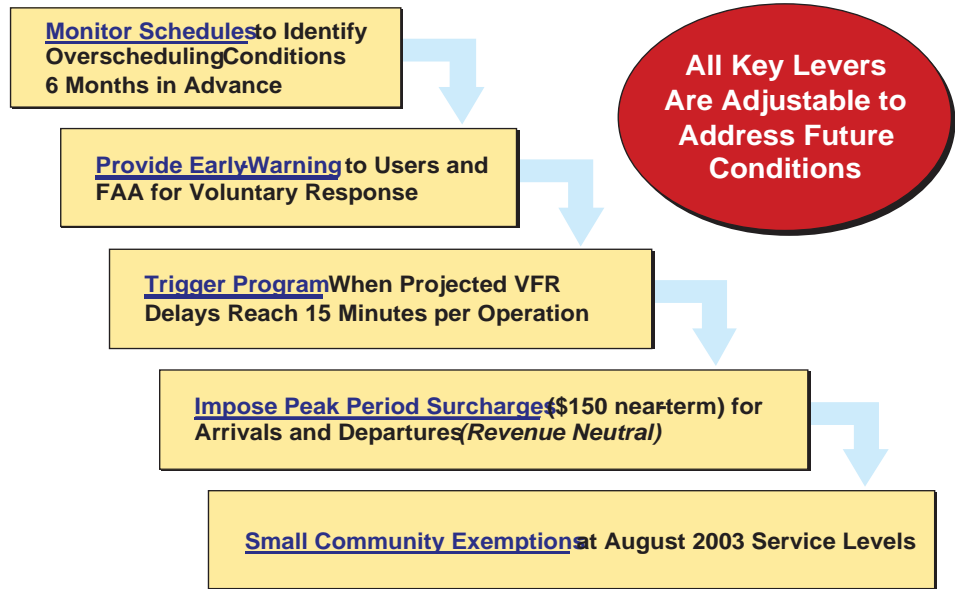 Monitor Schedules to Identify
Overscheduling Conditions
6 Months in Advance
All Key Levers
Are Adjustable to
Address Future
Conditions
Provide Early-Warning to Users and
FAA for Voluntary Response
Trigger Program When Projected VFR
Delays Reach 15 Minutes per Operation
Impose Peak Period Surcharges ($150 near-term) for
Arrivals and Departures (Revenue Neutral)
Small Community Exemptions at August 2003 Service Levels